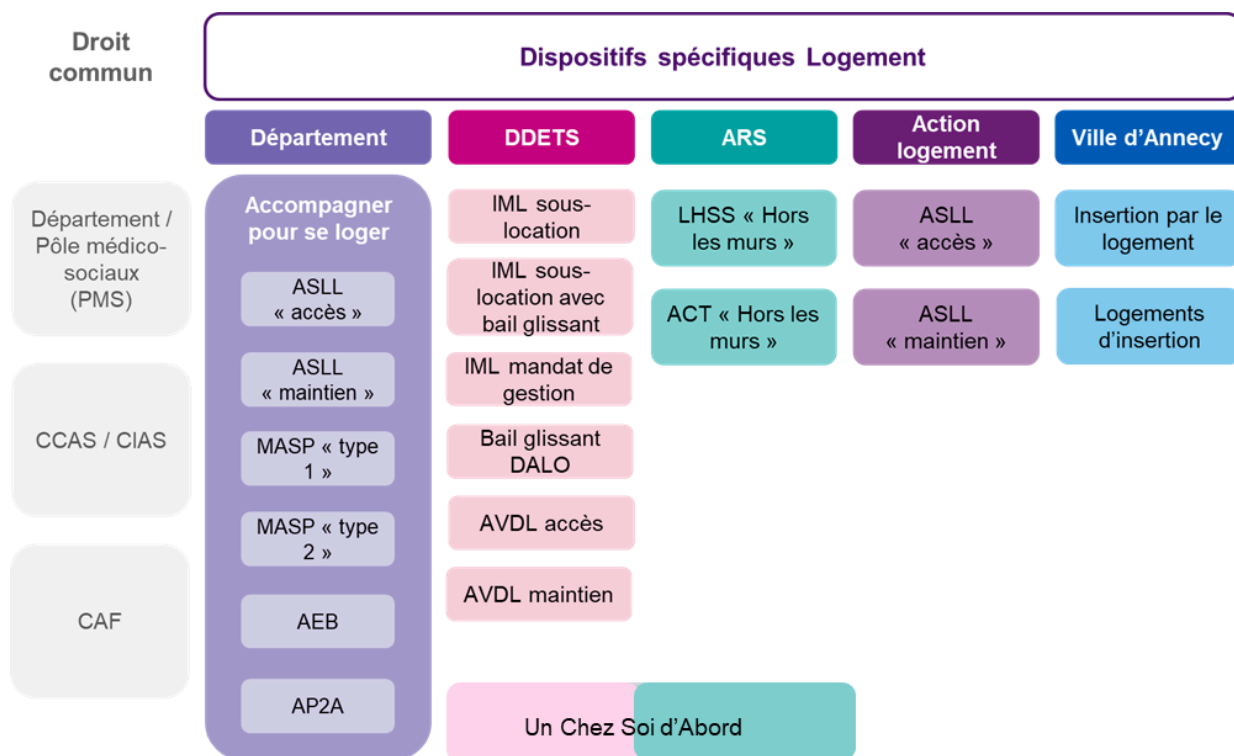 Droit
commun
Dispositifs spécifiques Logement
Département
DDETS
ARS
Action
logement
Ville d’Annecy
Département /
Pôle médico-
sociaux
(PMS)
CCAS / CIAS
CAF
Accompagner
pour se loger
ASLL
« accès »
ASLL
« maintien »
MASP « type
1 »
MASP « type
2 »
AEB
AP2A
IML sous-
location
IML sous-
location avec
bail glissant
IML mandat de
gestion
Bail glissant
DALO
AVDL accès
AVDL maintien
LHSS « Hors
les murs »
ACT « Hors les
murs »
ASLL
« accès »
ASLL
« maintien »
Insertion par le
logement
Logements
d’insertion
Un Chez Soi d’Abord